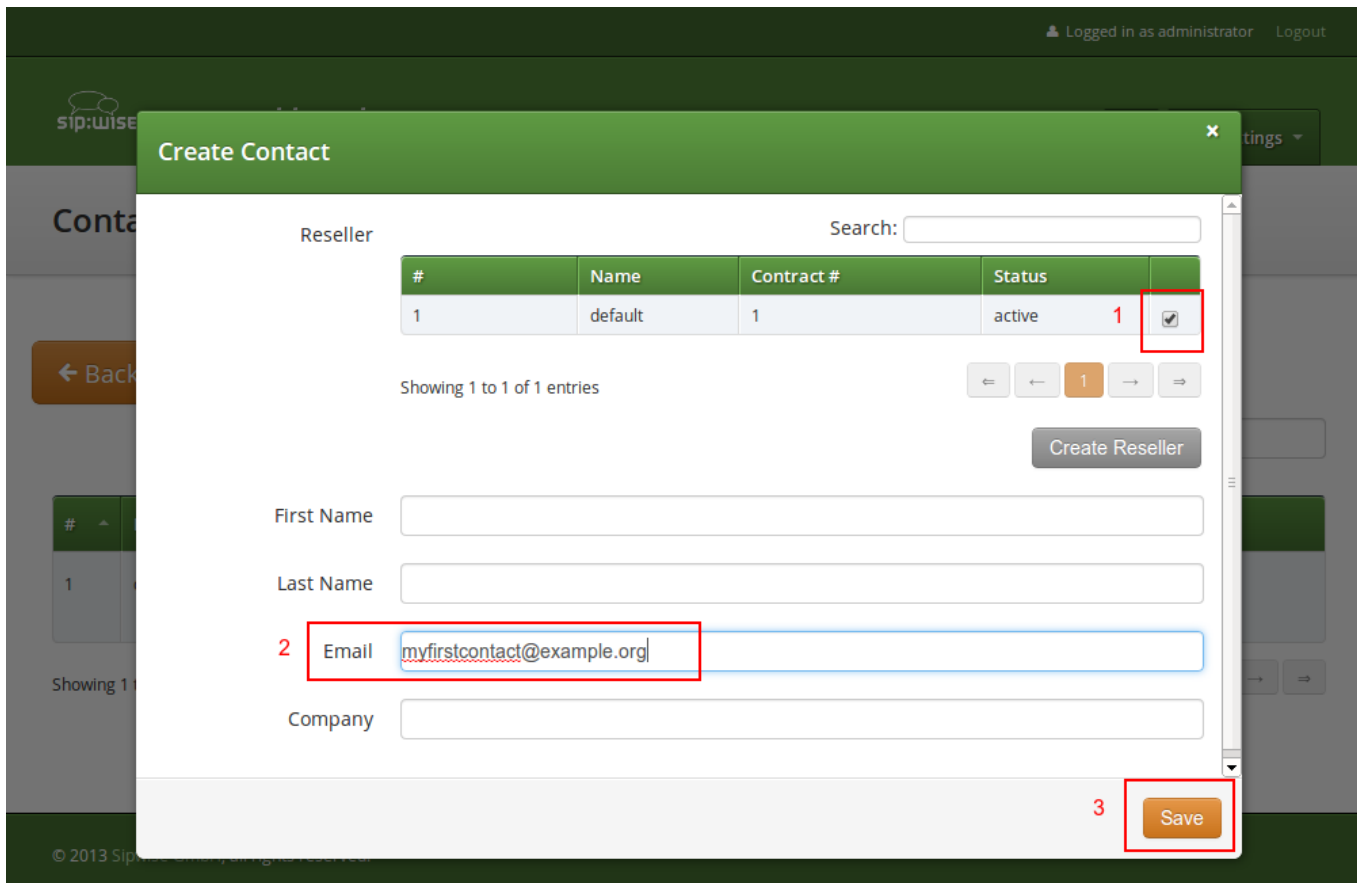 Logged in as administrator Logout
sip:wise
tings
Create Contact ×
Conta
Reseller
Search:
# Name Contract # Status
1 default 1 active 1
← Back
Showing 1 to 1 of 1 entries
⇐ ← 1 → ⇒
Create Reseller
First Name
#
Last Name
1
2 Email myfirstcontact@example.org
Showing 1
→ ⇒
Company
3 Save
© 2013 Sipwise GmbH, all rights reserved.